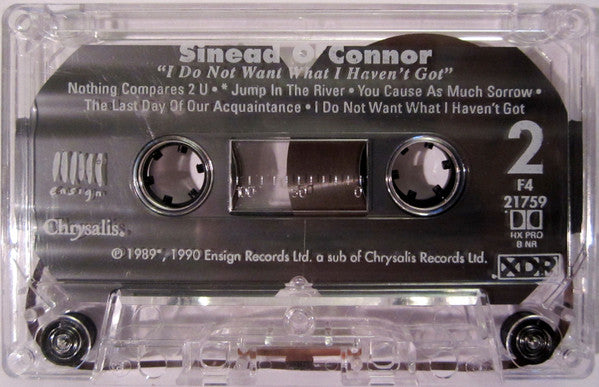 Sinead O'Connor
"I Do Not Want What I Haven't Got"
Nothing Compares 2 U • * Jump In The River • You Cause As Much Sorrow •
The Last Day Of Our Acquaintance • I Do Not Want What I Haven't Got
ensign
2
F4
21759
HX PRO
B NR
Chrysalis.
℗ 1989*, 1990 Ensign Records Ltd. a sub of Chrysalis Records Ltd.
XDR